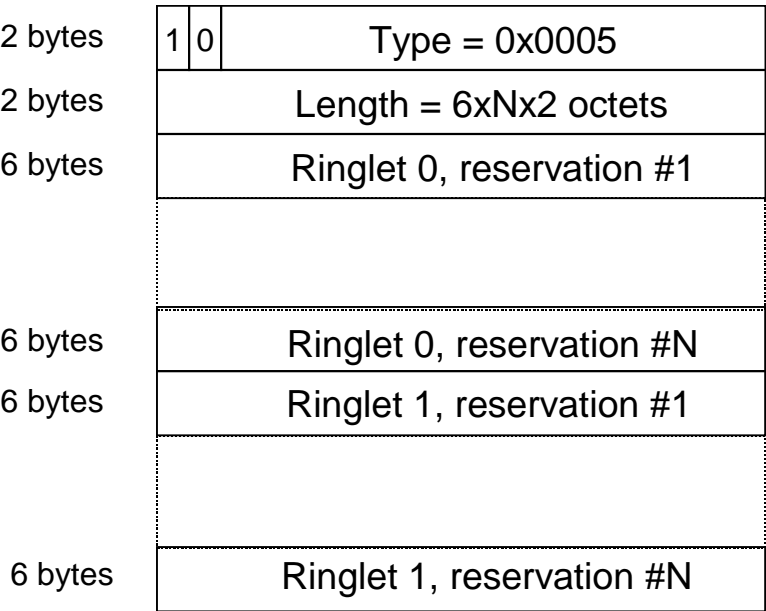 2 bytes 1 0 Type = 0x0005
2 bytes Length = 6xNx2 octets
6 bytes Ringlet 0, reservation #1
6 bytes Ringlet 0, reservation #N
6 bytes Ringlet 1, reservation #1
6 bytes Ringlet 1, reservation #N